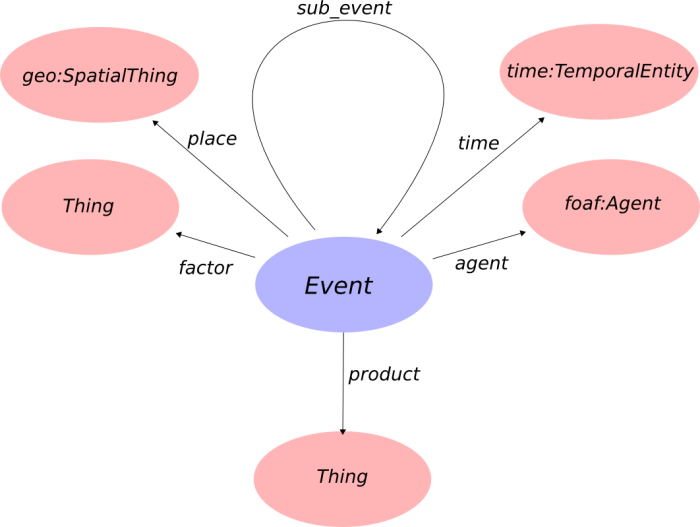 sub_event
geo:SpatialThing
time:TemporalEntity
place
time
Thing
foaf:Agent
factor
agent
Event
product
Thing